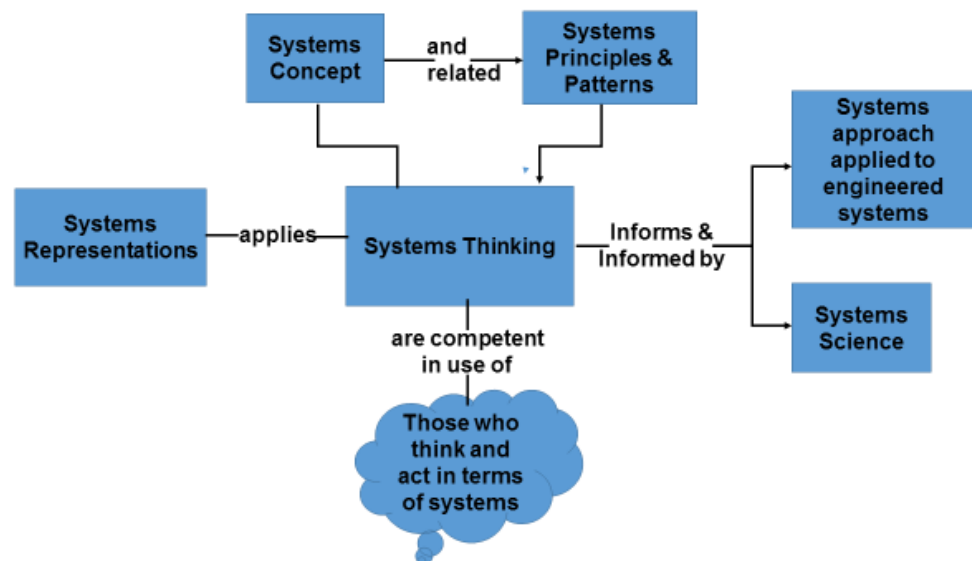 Systems
Concept
and
related
Systems
Principles &
Patterns
Systems
approach
applied to
engineered
systems
Systems
Representations
applies
Systems Thinking
Informs &
Informed by
Systems
Science
are competent
in use of
Those who
think and
act in terms
of systems